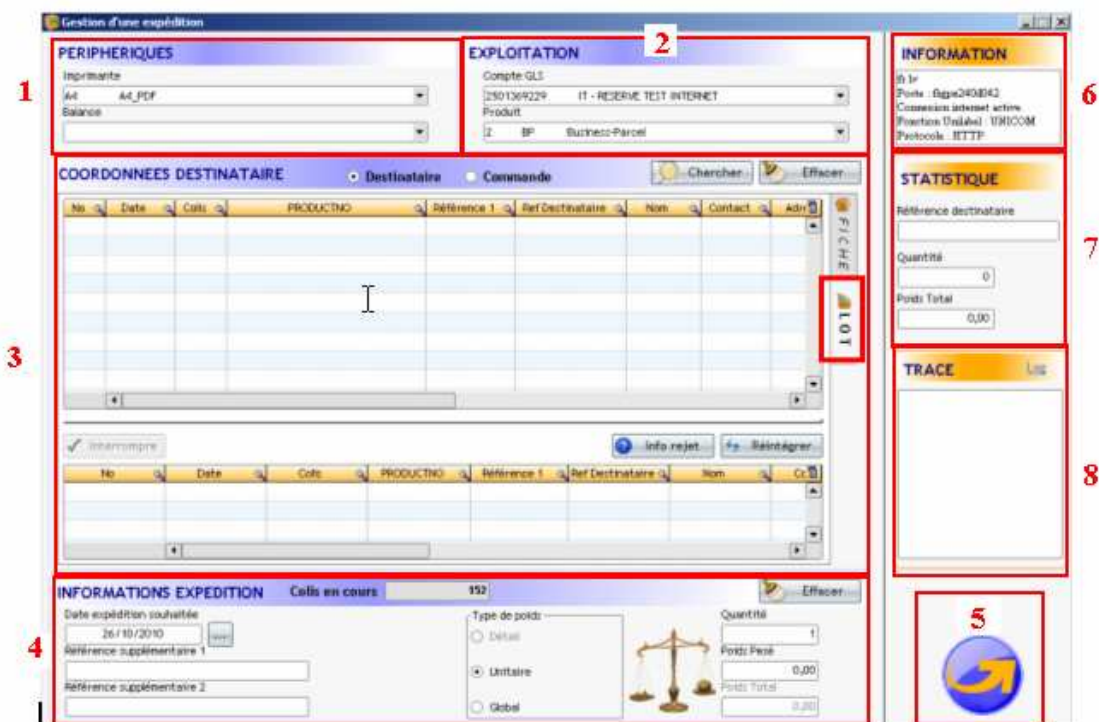 Gestion d'une expédition
PERIPHERIQUES
Imprimante
A4 A4_PDF
Balance
1
EXPLOITATION
2
Compte GLS
2501369229 IT - RESERVE TEST INTERNET
Produit
2 BP Business-Parcel
INFORMATION
Connexion internet active
Fonction Unilabel : UNICOM
Protocole : HTTP
6
COORDONNEES DESTINATAIRE
Destinataire
Commande
Chercher
Effacer
No Date Colis PRODUCTNO Référence 1 Ref Destinataire Nom Contact Adre
FICHE
LOT
3
Interrompre
Info rejet
Réintégrer
No Date Colis PRODUCTNO Référence 1 Ref Destinataire Nom Co
STATISTIQUE
Référence destinataire
Quantité
0
Poids Total
0,00
7
TRACE
Log
8
INFORMATIONS EXPEDITION
Colis en cours 152
Effacer
Date expédition souhaitée
26/10/2010 ...
Référence supplémentaire 1
Référence supplémentaire 2
4
Type de poids
Détail
Unitaire
Global
Quantité
1
Poids Pesé
0,00
Poids Total
0,00
5